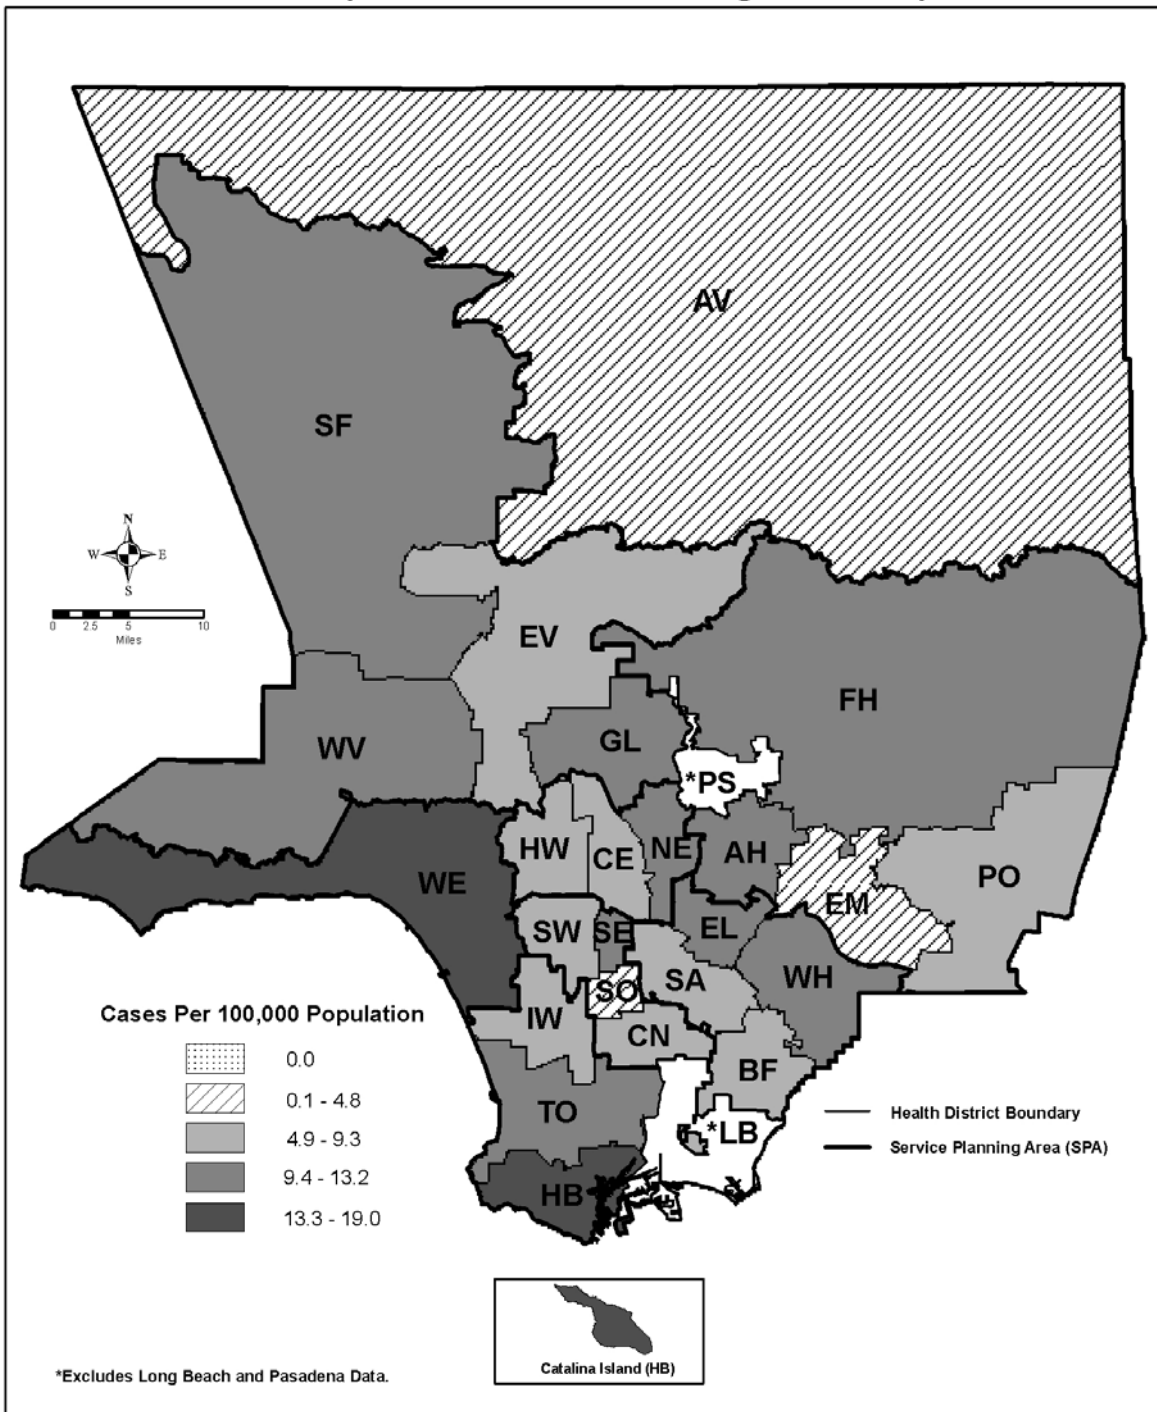 AV
SF
N
W E
S
0 2.5 5 10
Miles
EV
FH
WV
GL
*PS
HW
CE
NE
AH
WE
PO
EM
SW
SE
EL
WH
SA
SO
IW
CN
Cases Per 100,000 Population
0.0
0.1 - 4.8
4.9 - 9.3
9.4 - 13.2
13.3 - 19.0
BF
TO
*LB
HB
Health District Boundary
Service Planning Area (SPA)
Catalina Island (HB)
*Excludes Long Beach and Pasadena Data.